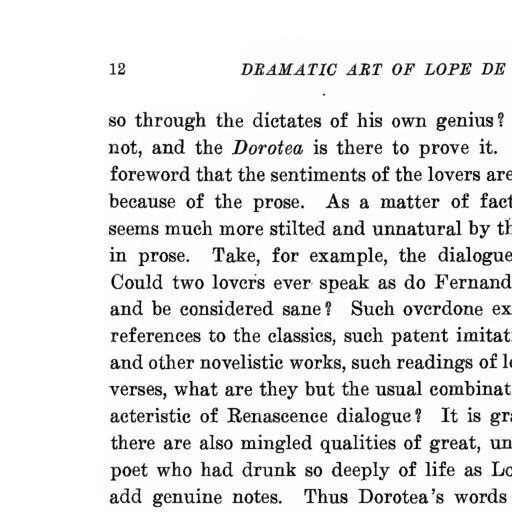 12 DRAMATIC ART OF LOPE DE
so through the dictates of his own genius?
not, and the Dorotea is there to prove it.
foreword that the sentiments of the lovers are
because of the prose. As a matter of fact
seems much more stilted and unnatural by th
in prose. Take, for example, the dialogue
Could two lovers ever speak as do Fernand
and be considered sane? Such overdone ex
references to the classics, such patent imitat
and other novelistic works, such readings of l
verses, what are they but the usual combinat
acteristic of Renascence dialogue? It is gr
there are also mingled qualities of great, un
poet who had drunk so deeply of life as Lo
add genuine notes. Thus Dorotea's words